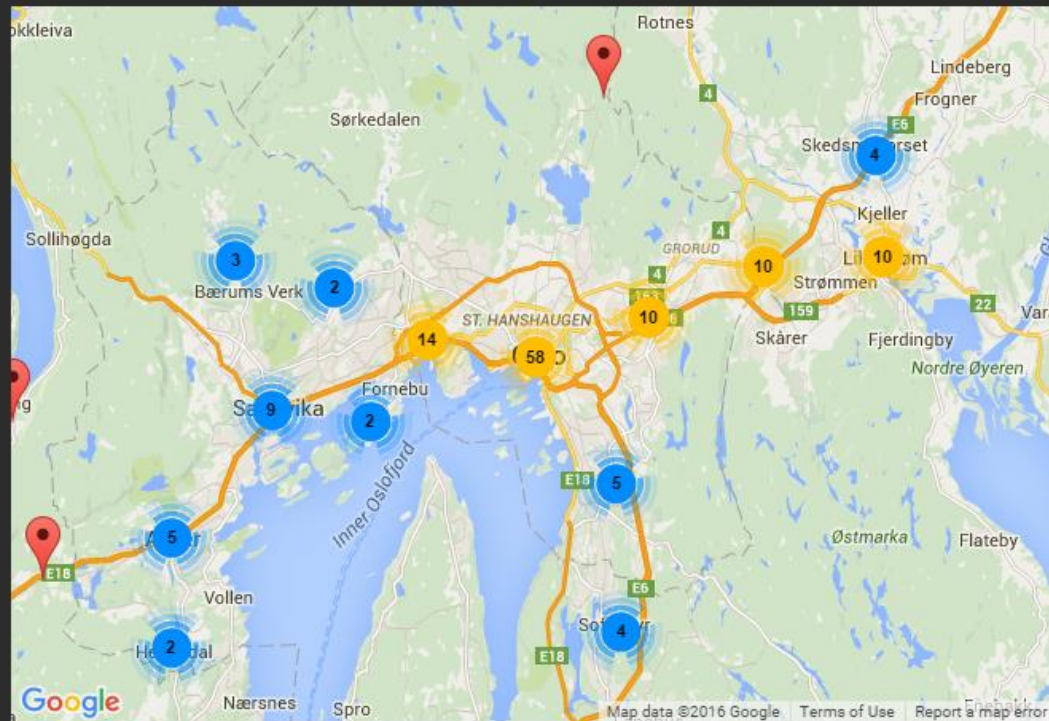 Rotnes
Lindeberg
4
Frogner
Sørkedalen
E6
4
Kjeller
4
Sollihøgda
GRORUD
3
10
10
4
2
Bærums Verk
Strømmen
22
159
10
ST. HANSHAUGEN
14
Skårer
Fjerdingby
58
Nordre Øyeren
Fornebu
9
2
E18
5
Inner Oslofjord
5
Østmarka
Flateby
E18
E6
Vollen
4
2
E18
Google
Nærsnes
Spro
Map data ©2016 Google
Terms of Use
Report a map error